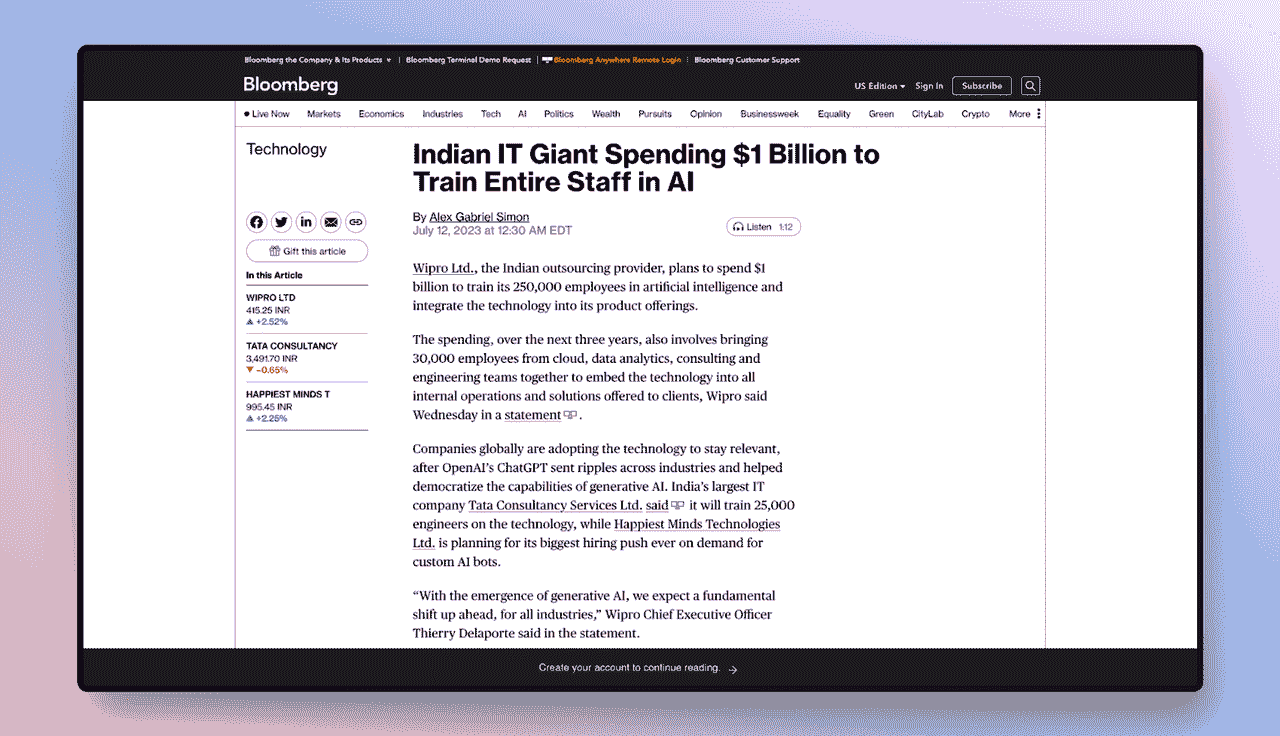 Bloomberg the Company & Its Products
Bloomberg Terminal Demo Request
Bloomberg Anywhere Remote Login
Bloomberg Customer Support
Bloomberg
US Edition
Sign In
Subscribe
Live Now
Markets
Economics
Industries
Tech
AI
Politics
Wealth
Pursuits
Opinion
Businessweek
Equality
Green
CityLab
Crypto
More
Technology
Indian IT Giant Spending $1 Billion to
Train Entire Staff in AI
By Alex Gabriel Simon
July 12, 2023 at 12:30 AM EDT
Listen 1:12
Gift this article
In this Article
WIPRO LTD
415.25 INR
+2.52%
TATA CONSULTANCY
3,491.70 INR
−0.65%
HAPPIEST MINDS T
995.45 INR
+2.25%
Wipro Ltd., the Indian outsourcing provider, plans to spend $1
billion to train its 250,000 employees in artificial intelligence and
integrate the technology into its product offerings.
The spending, over the next three years, also involves bringing
30,000 employees from cloud, data analytics, consulting and
engineering teams together to embed the technology into all
internal operations and solutions offered to clients, Wipro said
Wednesday in a statement.
Companies globally are adopting the technology to stay relevant,
after OpenAI’s ChatGPT sent ripples across industries and helped
democratize the capabilities of generative AI. India’s largest IT
company Tata Consultancy Services Ltd. said it will train 25,000
engineers on the technology, while Happiest Minds Technologies
Ltd. is planning for its biggest hiring push ever on demand for
custom AI bots.
“With the emergence of generative AI, we expect a fundamental
shift up ahead, for all industries,” Wipro Chief Executive Officer
Thierry Delaporte said in the statement.
Create your account to continue reading.